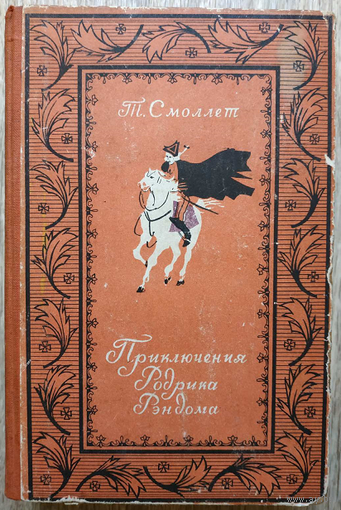 Т. Смоллет
Приключения
Родрика
Рэндома